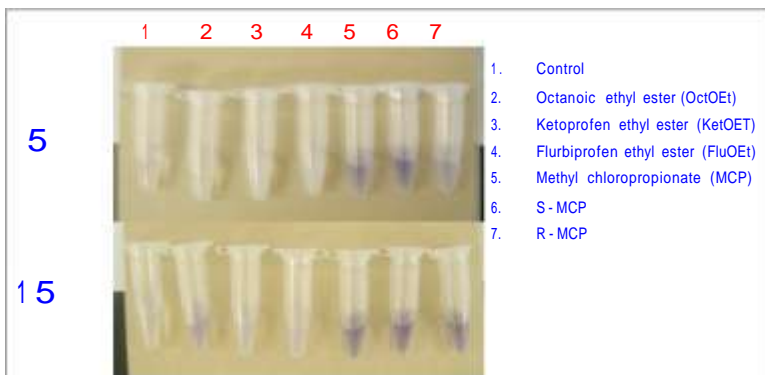 1 2 3 4 5 6 7
5
15
1. Control
2. Octanoic ethyl ester (OctOEt)
3. Ketoprofen ethyl ester (KetOET)
4. Flurbiprofen ethyl ester (FluOEt)
5. Methyl chloropropionate (MCP)
6. S - MCP
7. R - MCP